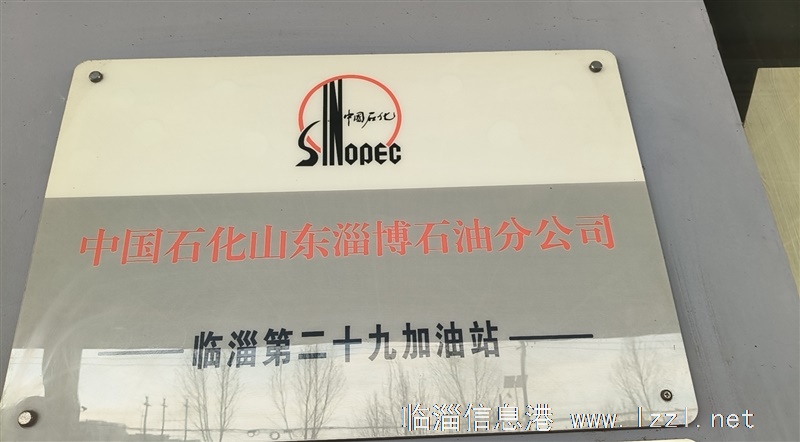 中国石化
SINOPEC
中国石化山东淄博石油分公司
临淄第二十九加油站
临淄信息港 www.lzzl.net